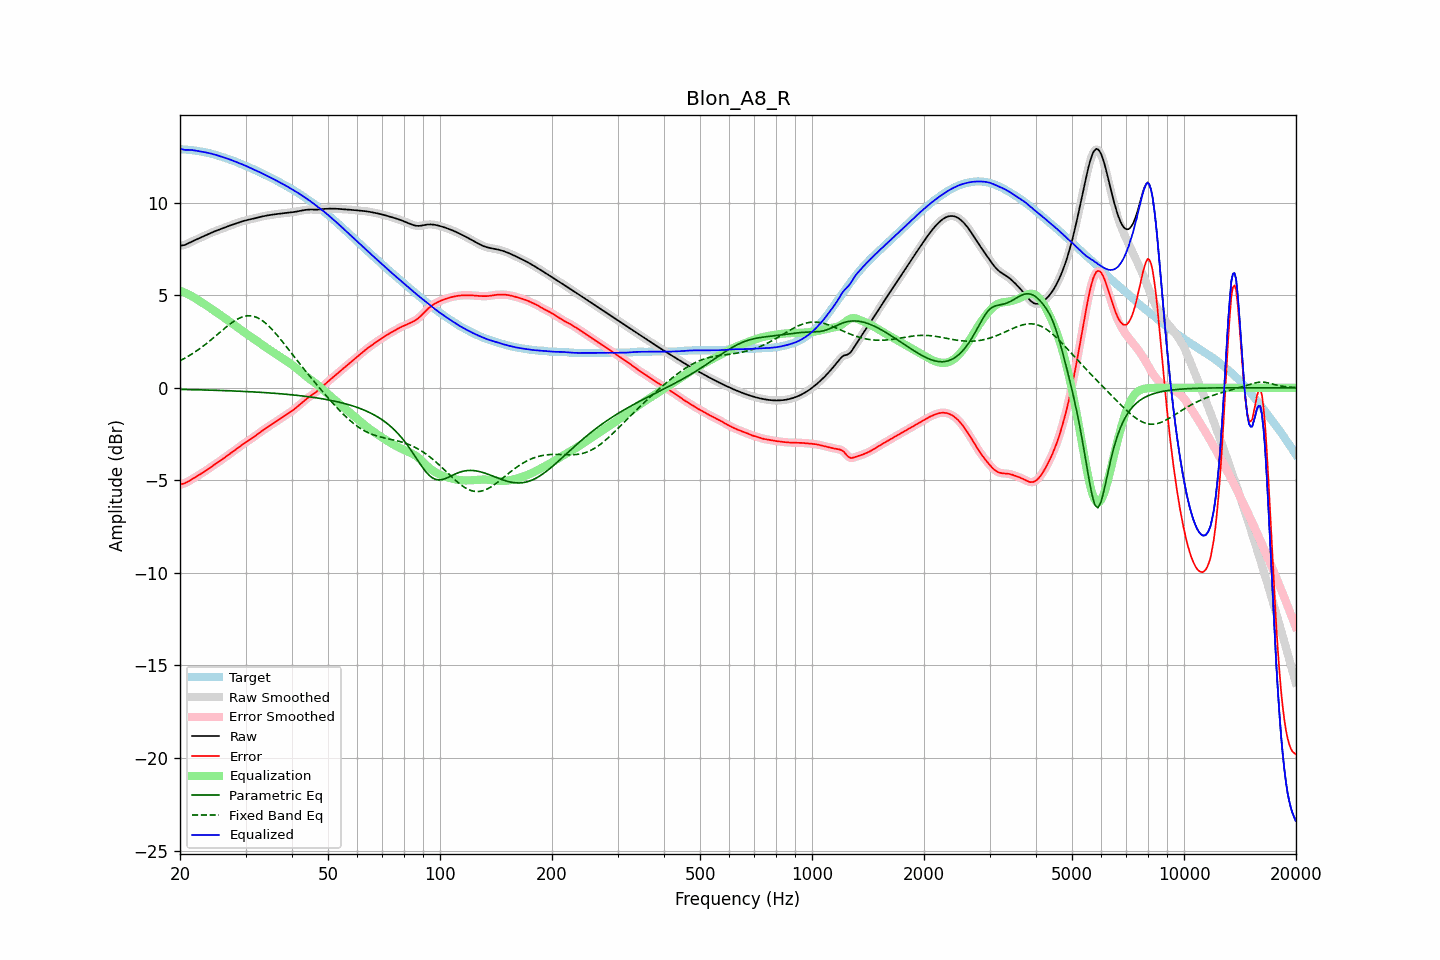 Blon_A8_R
Amplitude (dBr)
10
5
0
−5
−10
−15
−20
−25
Target
Raw Smoothed
Error Smoothed
Raw
Error
Equalization
Parametric Eq
Fixed Band Eq
Equalized
20 50 100 200 500 1000 2000 5000 10000 20000
Frequency (Hz)